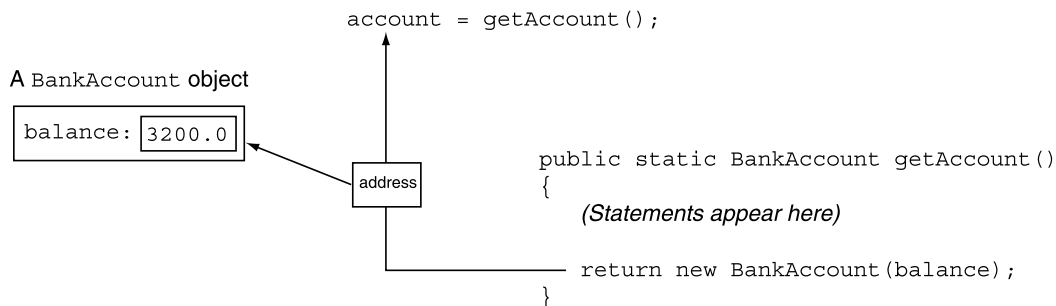 account = getAccount();
A BankAccount object
balance: 3200.0
address
public static BankAccount getAccount()
{
(Statements appear here)
return new BankAccount(balance);
}